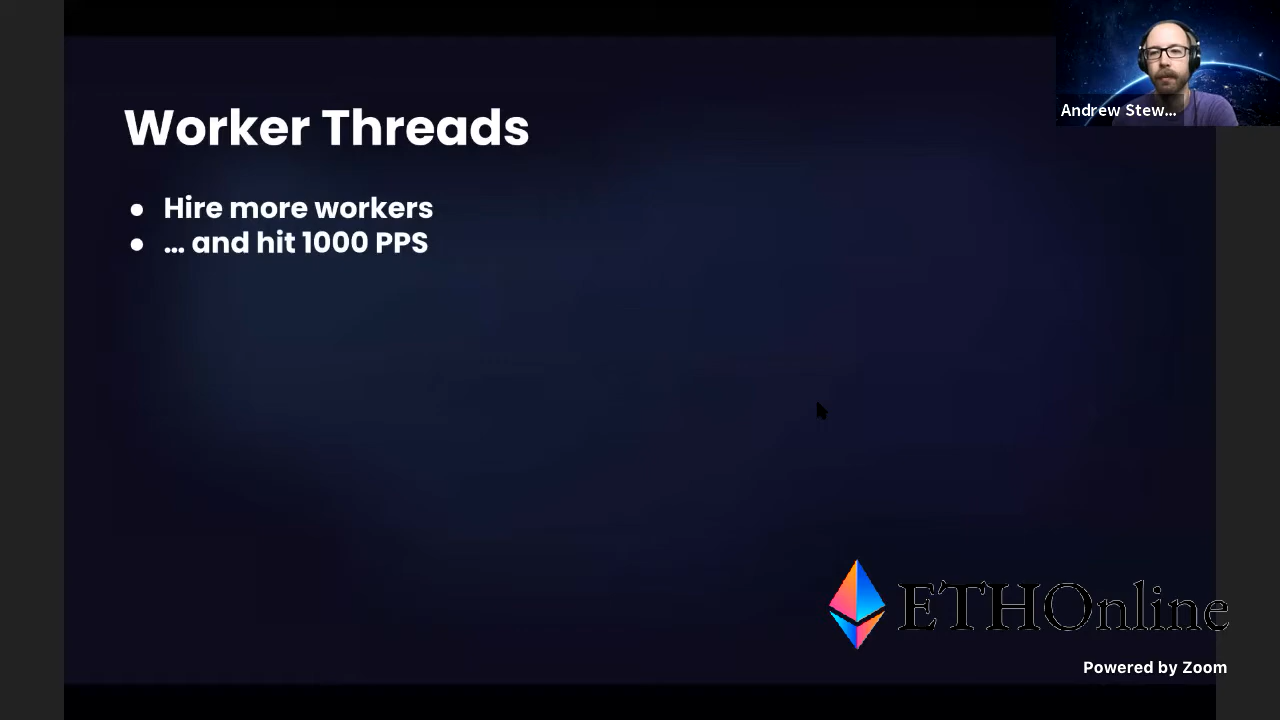 Worker Threads
● Hire more workers
● ... and hit 1000 PPS
Andrew Stew...
ETHOnline
Powered by Zoom